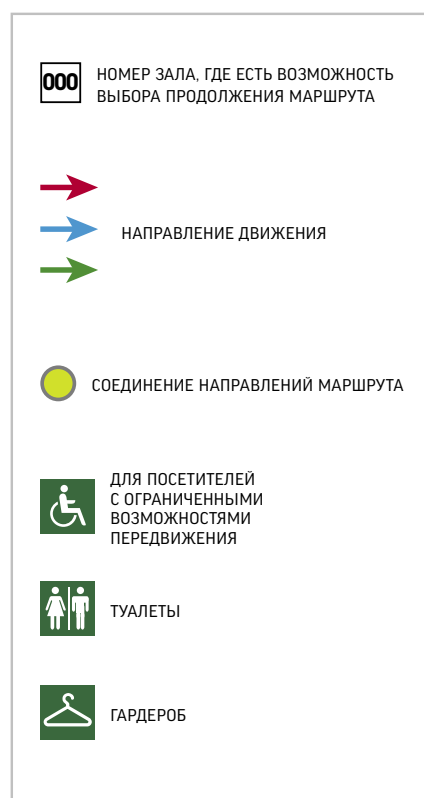 000
НОМЕР ЗАЛА, ГДЕ ЕСТЬ ВОЗМОЖНОСТЬ
ВЫБОРА ПРОДОЛЖЕНИЯ МАРШРУТА
НАПРАВЛЕНИЕ ДВИЖЕНИЯ
СОЕДИНЕНИЕ НАПРАВЛЕНИЙ МАРШРУТА
ДЛЯ ПОСЕТИТЕЛЕЙ
С ОГРАНИЧЕННЫМИ
ВОЗМОЖНОСТЯМИ
ПЕРЕДВИЖЕНИЯ
ТУАЛЕТЫ
ГАРДЕРОБ